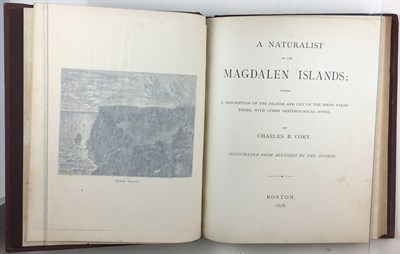 A NATURALIST
IN THE
MAGDALEN ISLANDS;
GIVING
A DESCRIPTION OF THE ISLANDS AND LIST OF THE BIRDS TAKEN
THERE, WITH OTHER ORNITHOLOGICAL NOTES.
BY
CHARLES B. CORY.
ILLUSTRATED FROM SKETCHES BY THE AUTHOR.
BOSTON.
1878.